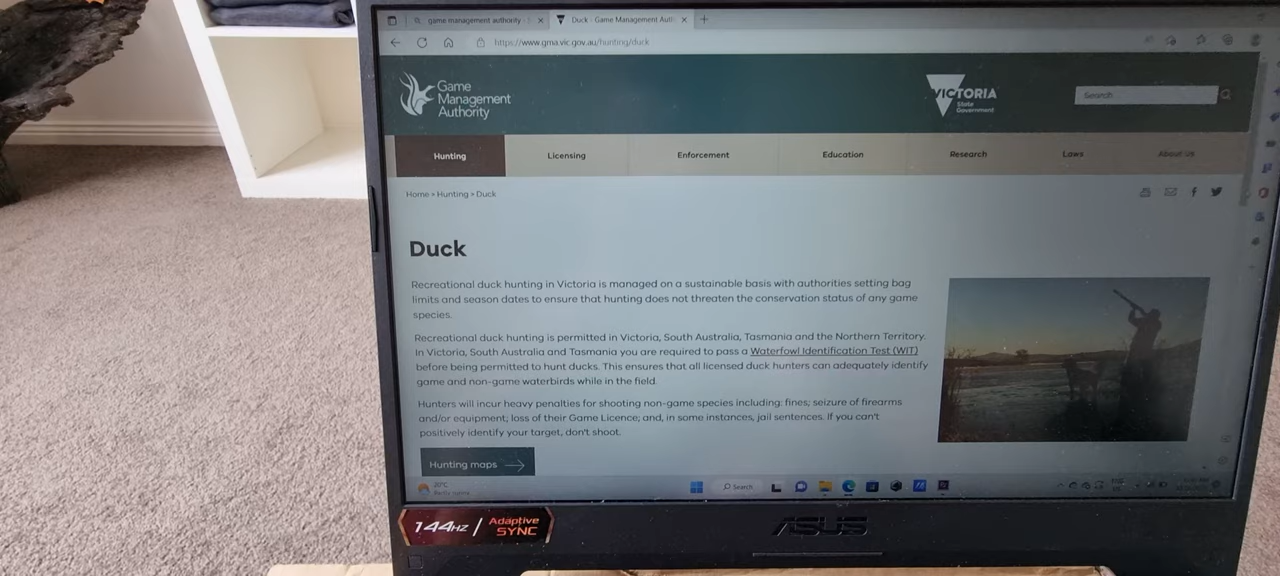 game management authority
Duck - Game Management Auth
https://www.gma.vic.gov.au/hunting/duck
Game
Management
Authority
VICTORIA
State
Government
Search
Hunting
Licensing
Enforcement
Education
Research
Laws
About Us
Home » Hunting » Duck
Duck
Recreational duck hunting in Victoria is managed on a sustainable basis with authorities setting bag
limits and season dates to ensure that hunting does not threaten the conservation status of any game
species.
Recreational duck hunting is permitted in Victoria, South Australia, Tasmania and the Northern Territory.
In Victoria, South Australia and Tasmania you are required to pass a Waterfowl Identification Test (WIT)
before being permitted to hunt ducks. This ensures that all licensed duck hunters can adequately identify
game and non-game waterbirds while in the field.
Hunters will incur heavy penalties for shooting non-game species including: fines; seizure of firearms
and/or equipment; loss of their Game Licence; and, in some instances, jail sentences. If you can't
positively identify your target, don't shoot.
Hunting maps
20°C
Search
144Hz / Adaptive
SYNC
ASUS